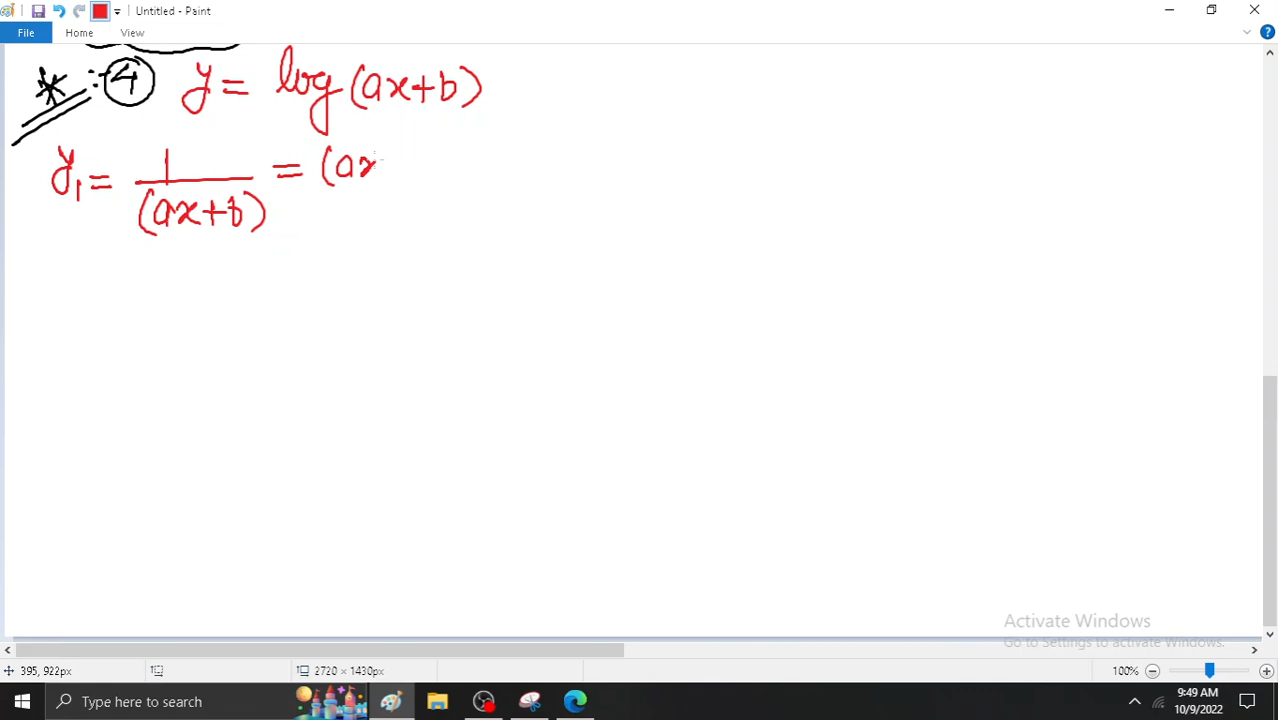 Untitled - Paint
File Home View
* :- 4 y = log (ax+b)
y₁ = 1/(ax+b) = (ax
Activate Windows
Go to Settings to activate Windows.
395, 922px
2720 × 1430px
100%
Type here to search
9:49 AM
10/9/2022